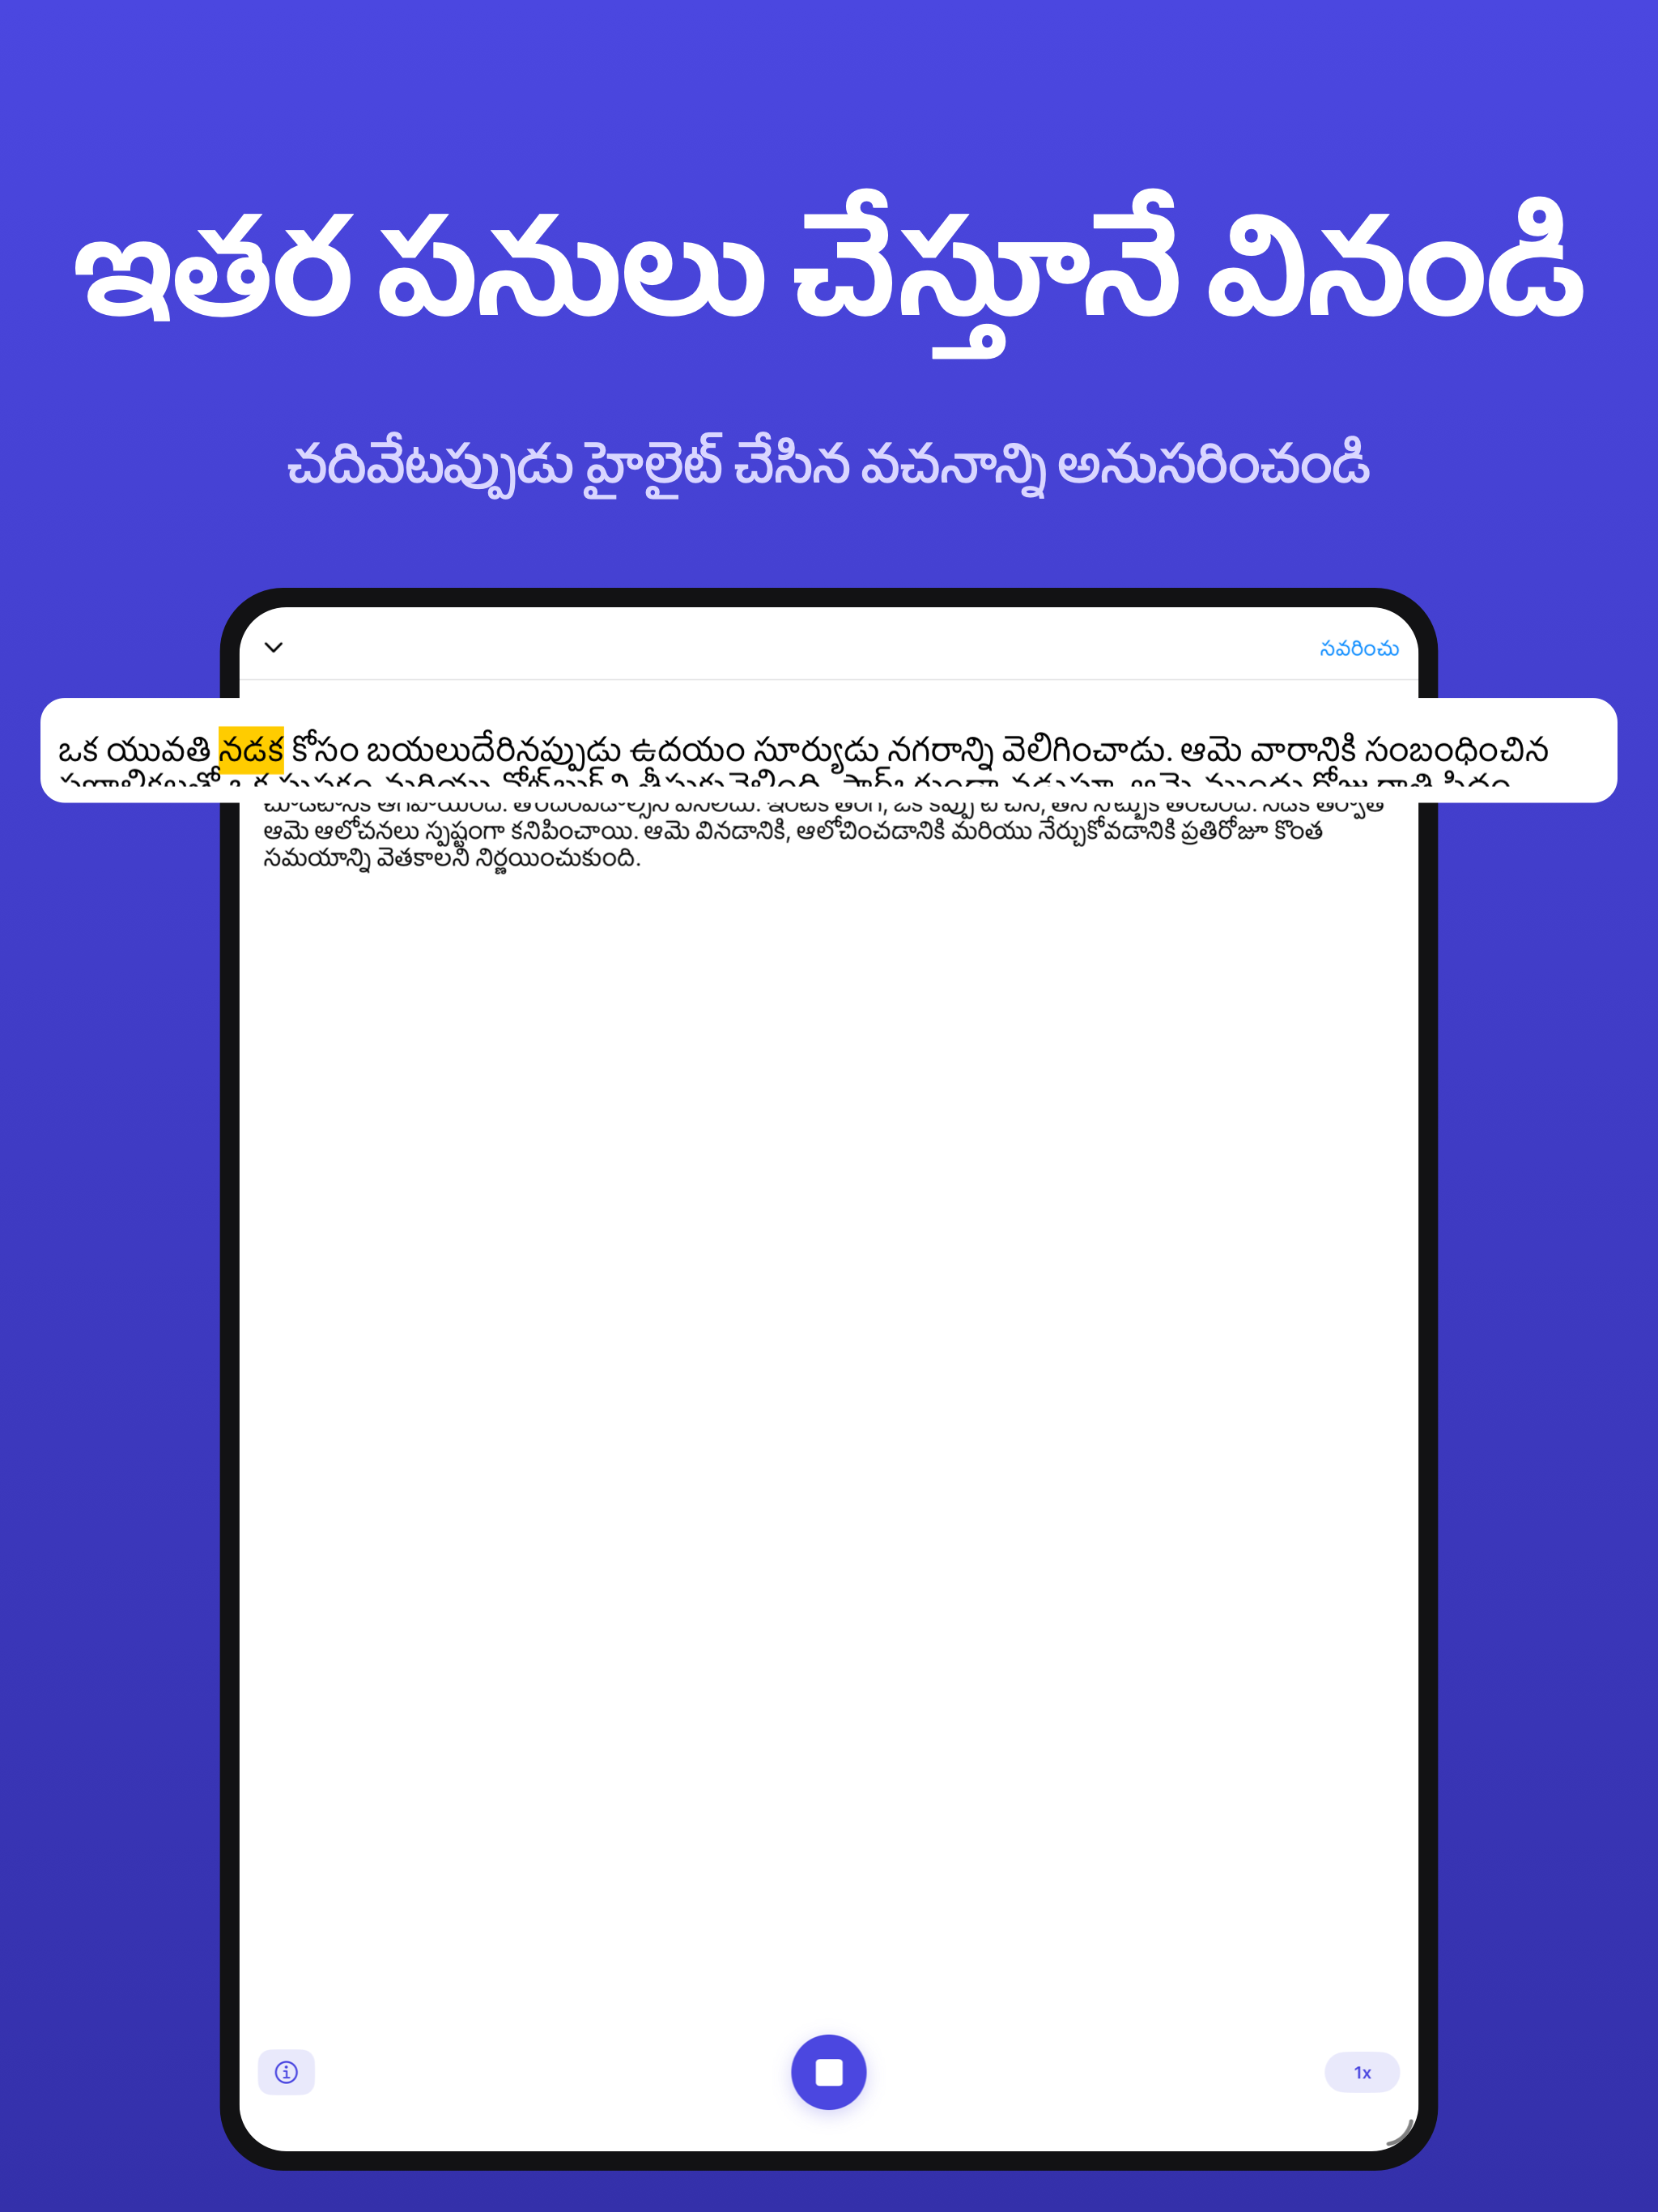 ఇతర పనులు చేస్తూనే వినండి
చదివేటప్పుడు హైలైట్ చేసిన వచనాన్ని అనుసరించండి
సవరించు
ఒక యువతి నడక కోసం బయలుదేరినప్పుడు ఉదయం సూర్యుడు నగరాన్ని వెలిగించాడు. ఆమె వారానికి సంబంధించిన
ఆమె ఆలోచనలు స్పష్టంగా కనిపించాయి. ఆమె వినడానికి, ఆలోచించడానికి మరియు నేర్చుకోవడానికి ప్రతిరోజూ కొంత
సమయాన్ని వెతకాలని నిర్ణయించుకుంది.
1x